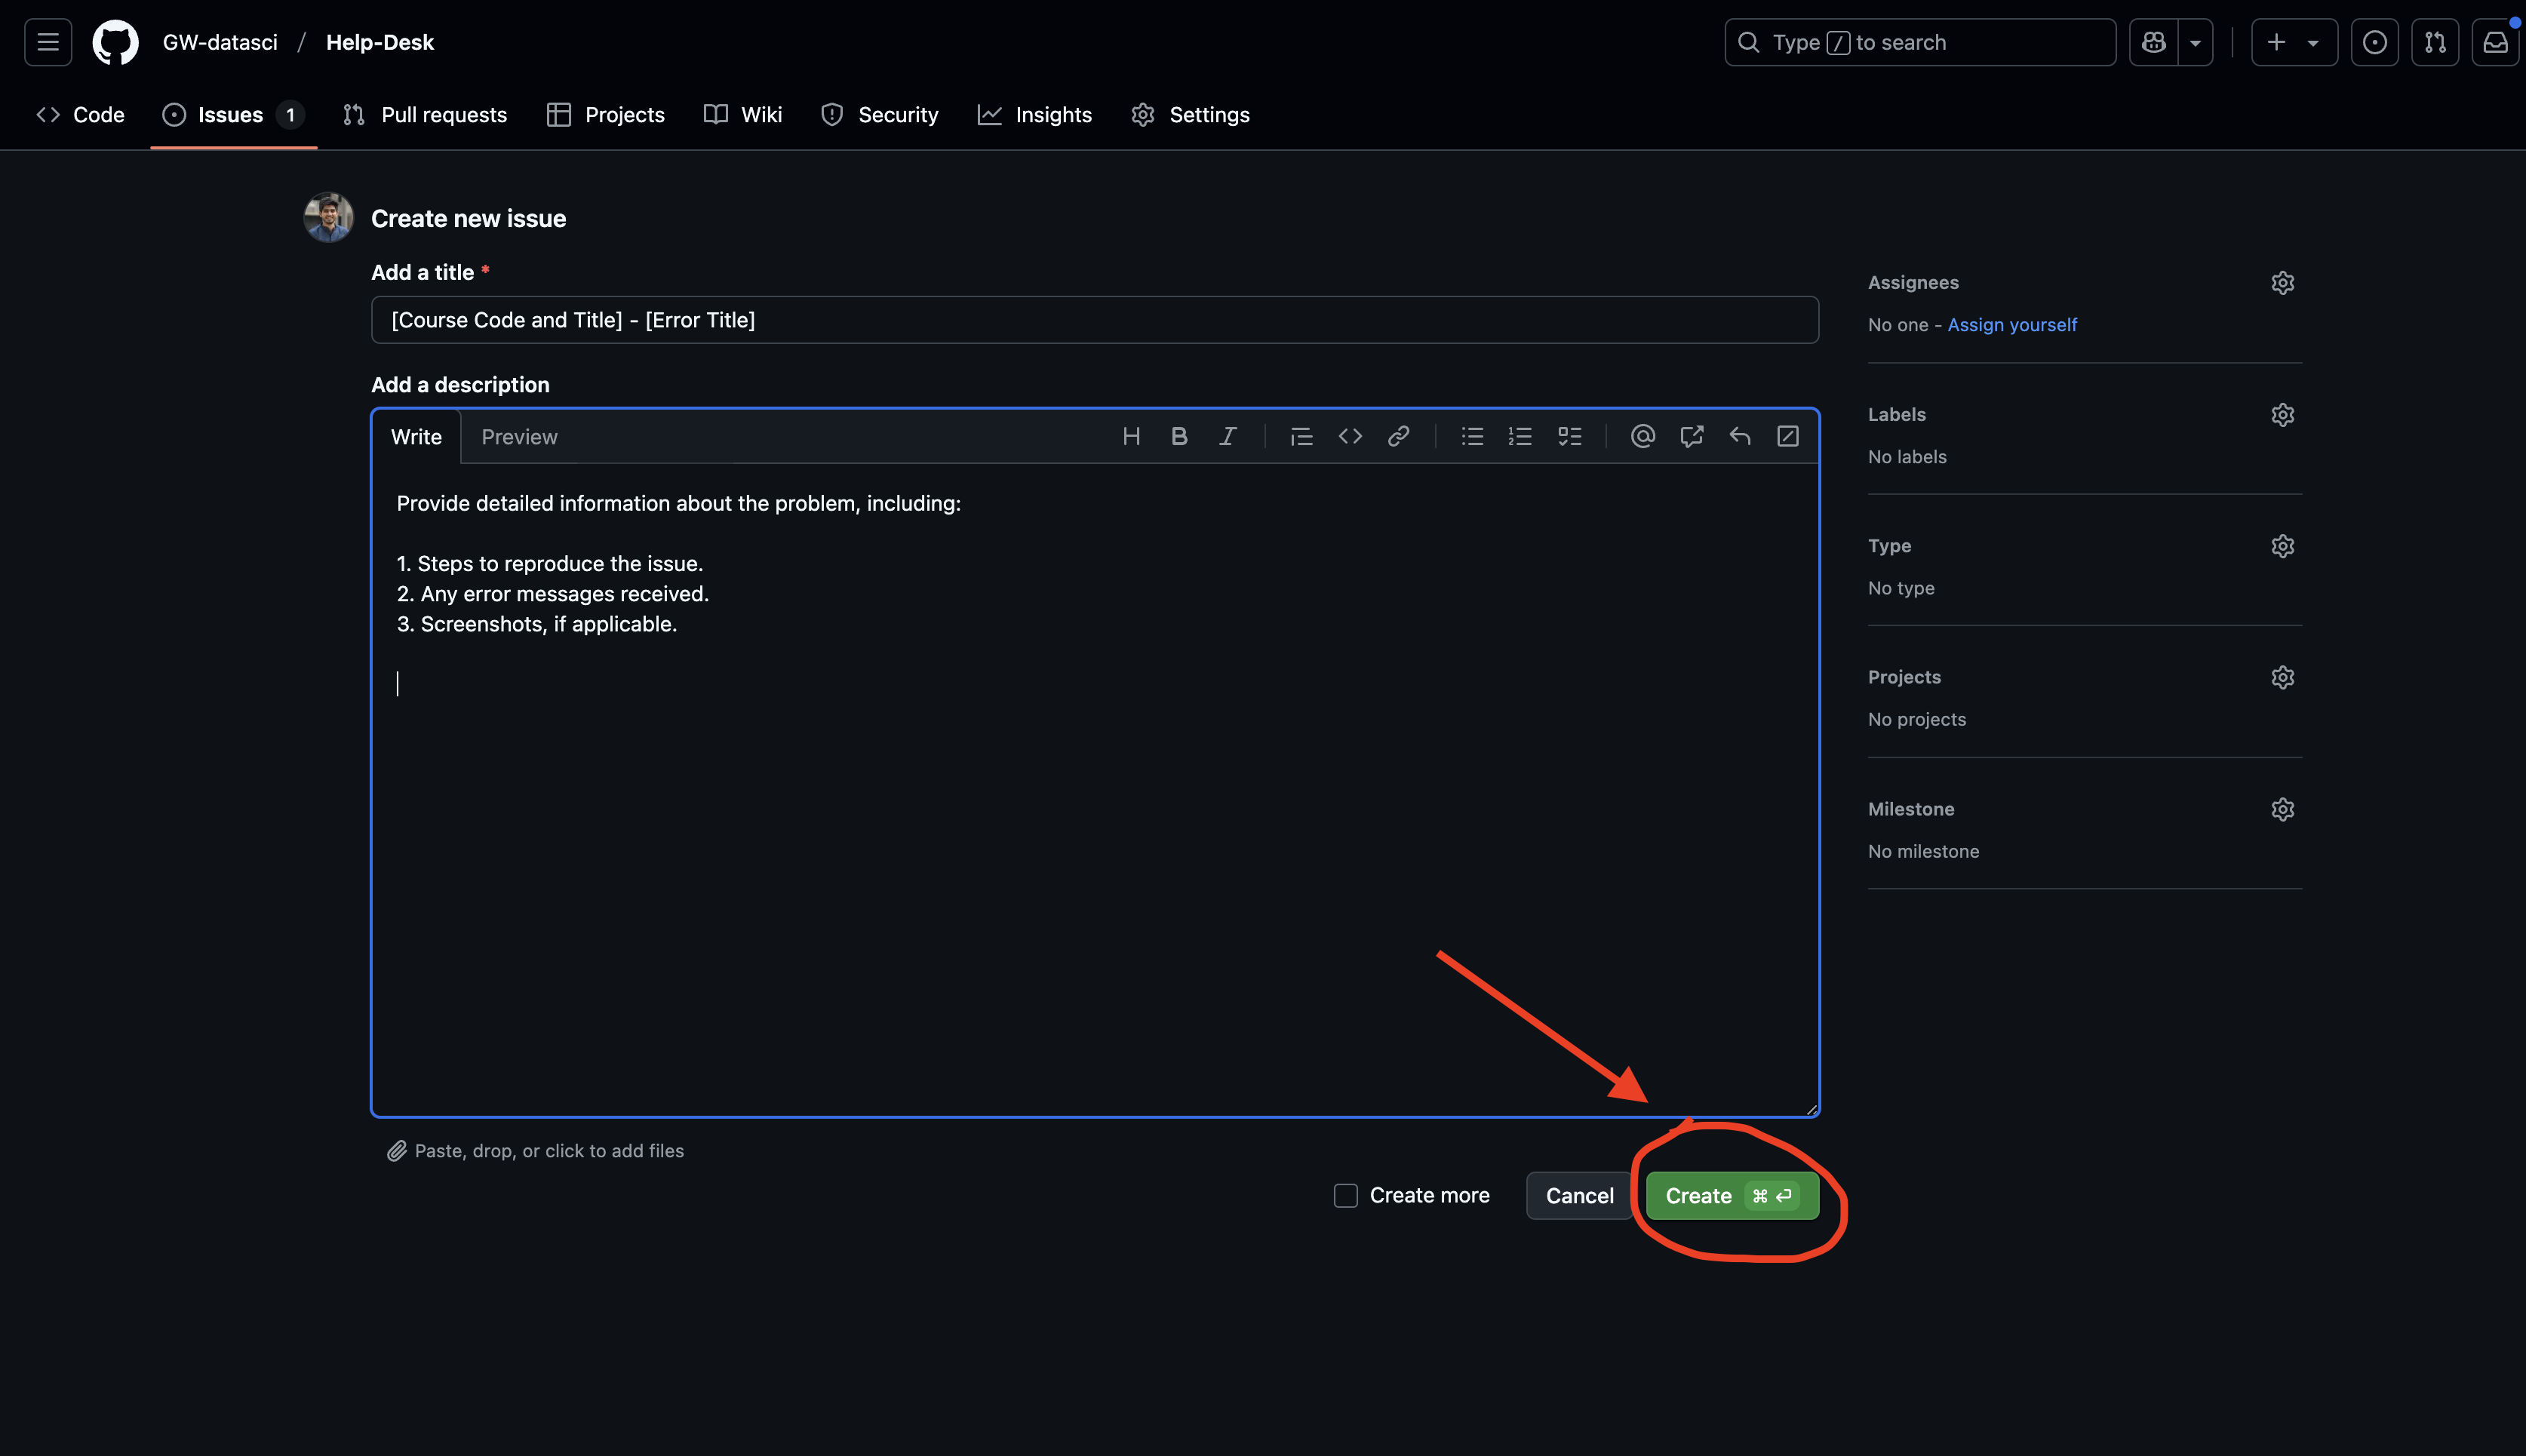 GW-datasci / Help-Desk
Type / to search
Code Issues 1 Pull requests Projects Wiki Security Insights Settings
Create new issue
Add a title *
[Course Code and Title] - [Error Title]
Add a description
Write Preview
Provide detailed information about the problem, including:
1. Steps to reproduce the issue.
2. Any error messages received.
3. Screenshots, if applicable.
Paste, drop, or click to add files
Create more Cancel Create ⌘ ↵
Assignees
No one - Assign yourself
Labels
No labels
Type
No type
Projects
No projects
Milestone
No milestone